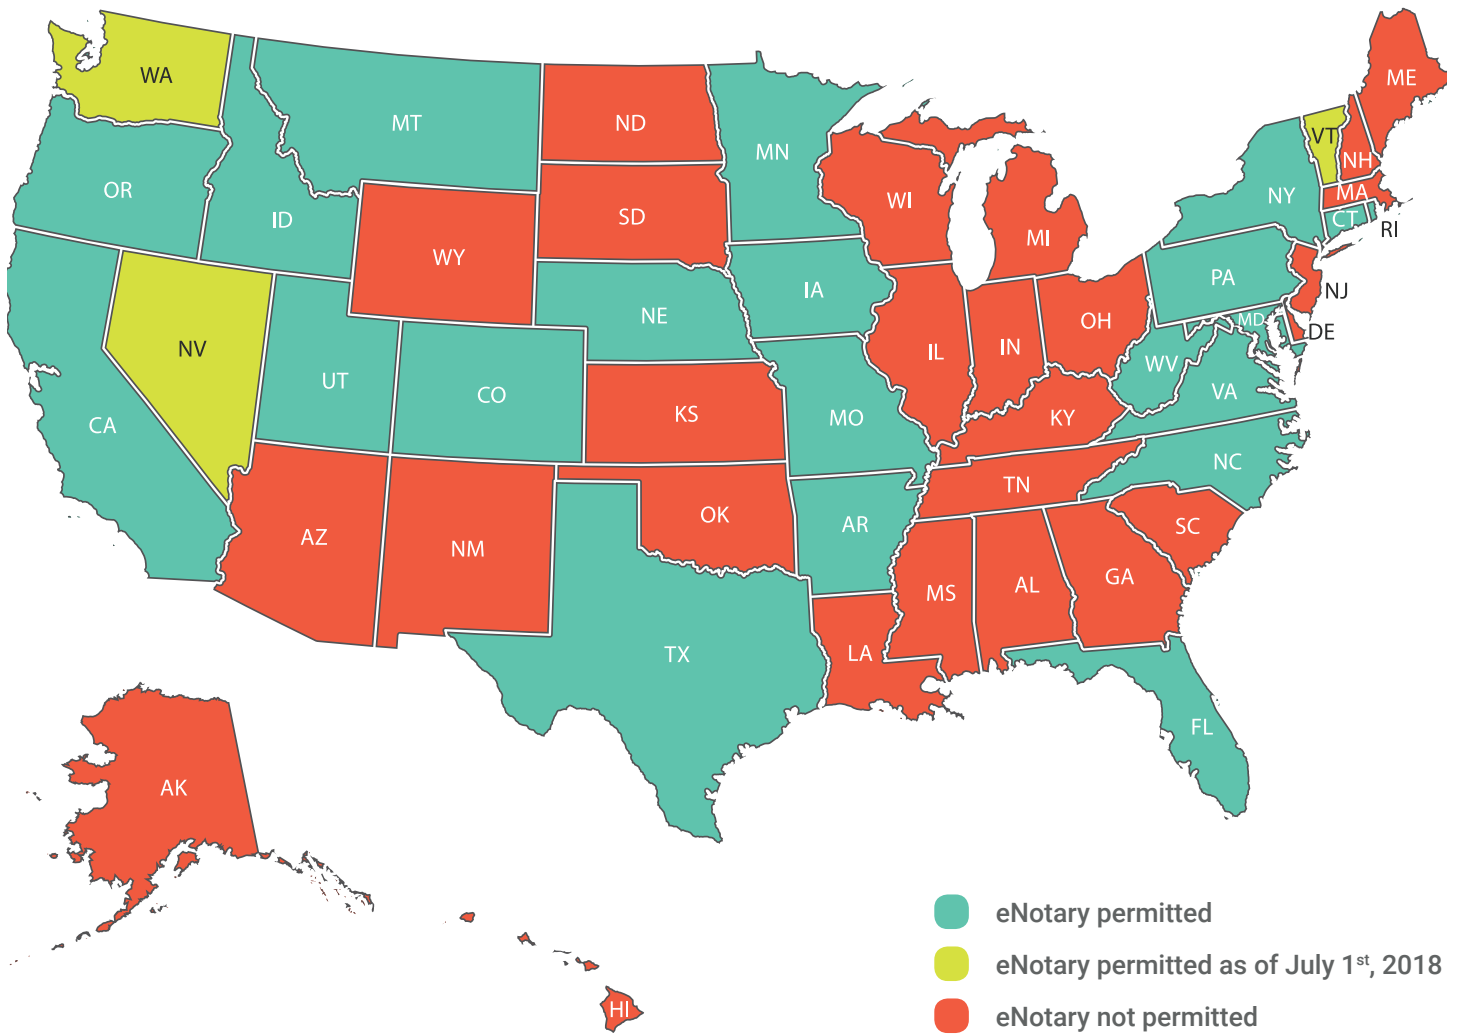 WA
MT
ND
MN
ME
VT
NH
OR
ID
WY
SD
WI
MI
NY
MA
CT
RI
NV
UT
CO
NE
IA
IL
IN
OH
PA
NJ
DE
MD
WV
VA
CA
KS
MO
KY
NC
TN
AZ
NM
OK
AR
SC
MS
AL
GA
LA
TX
FL
AK
HI
eNotary permitted
eNotary permitted as of July 1st, 2018
eNotary not permitted